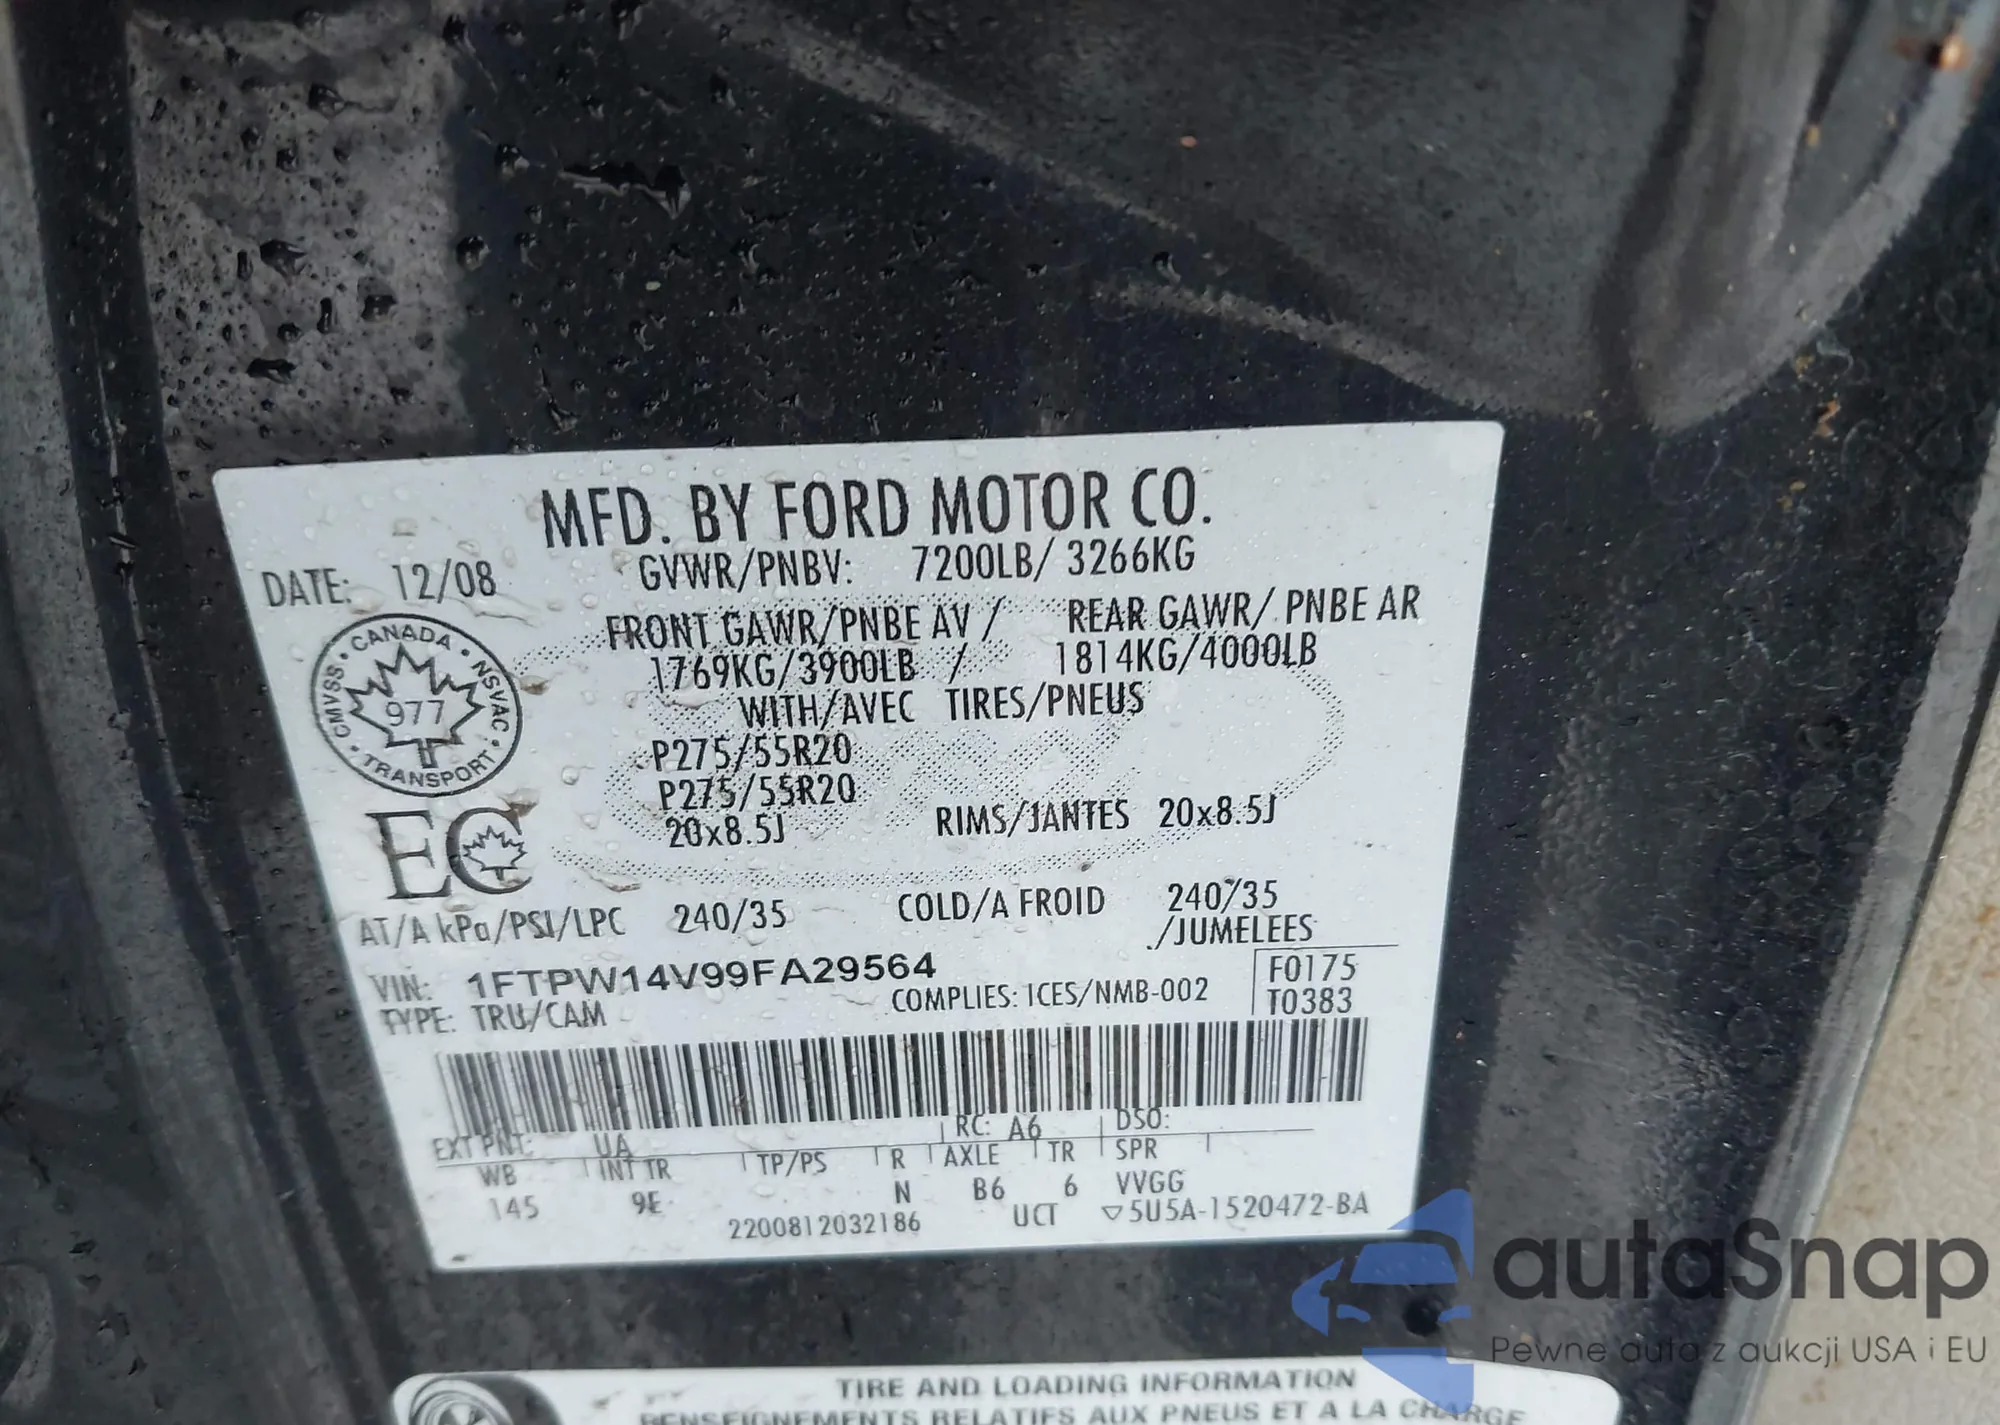 MFD. BY FORD MOTOR CO.
DATE: 12/08 GVWR/PNBV: 7200LB/ 3266KG
FRONT GAWR/PNBE AV / REAR GAWR/ PNBE AR
1769KG/3900LB / 1814KG/4000LB
WITH/AVEC TIRES/PNEUS
P275/55R20
P275/55R20
20x8.5J RIMS/JANTES 20x8.5J
CMVSS • CANADA • NSVAC • TRANSPORT •
977
EC
AT/A kPa/PSI/LPC 240/35 COLD/A FROID 240/35
/JUMELEES
VIN: 1FTPW14V99FA29564 F0175
TYPE: TRU/CAM COMPLIES: ICES/NMB-002 T0383
EXT PNT: UA RC: A6 DSO:
WB INT TR TP/PS R AXLE TR SPR
145 9E N B6 6 VVGG
2200812032186 UCT ▽5U5A-1520472-BA
TIRE AND LOADING INFORMATION
RENSEIGNEMENTS RELATIFS AUX PNEUS ET A LA CHARGE
autaSnap
Pewne auta z aukcji USA i EU